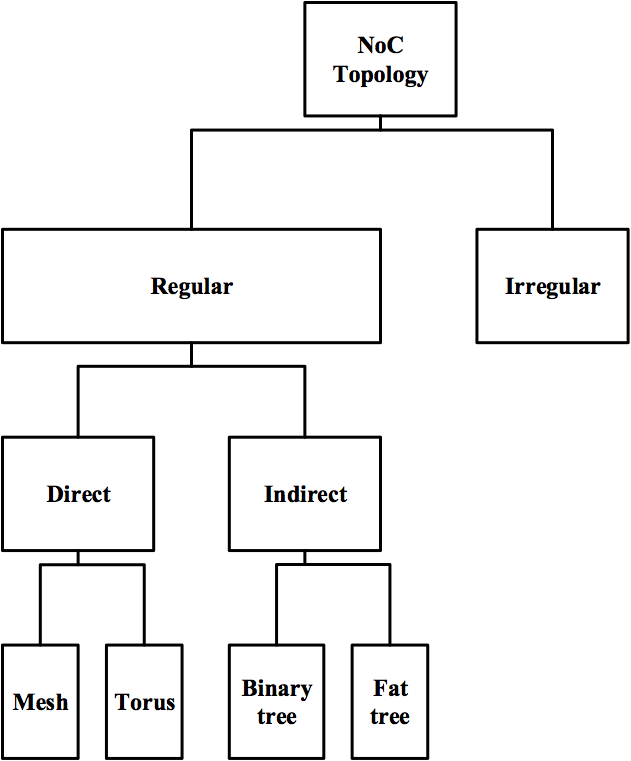 NoC
Topology
Regular
Irregular
Direct
Indirect
Mesh
Torus
Binary
tree
Fat
tree